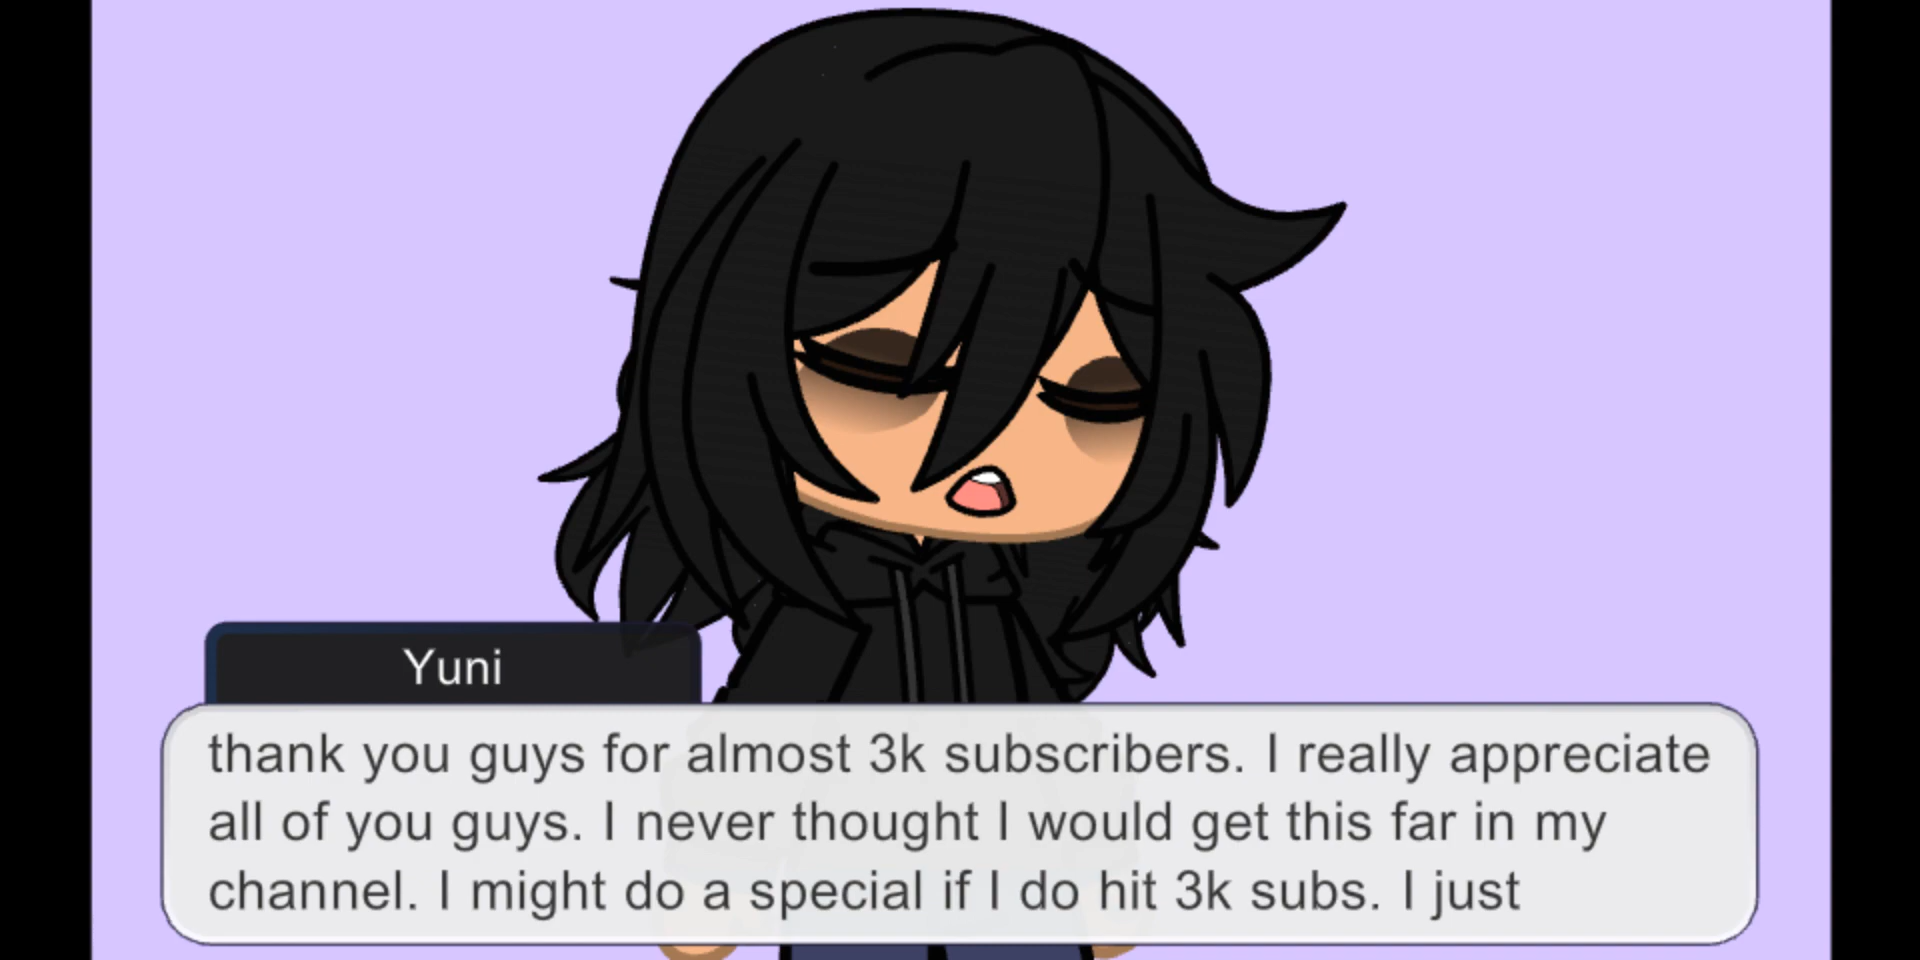 Yuni
thank you guys for almost 3k subscribers. I really appreciate
all of you guys. I never thought I would get this far in my
channel. I might do a special if I do hit 3k subs. I just